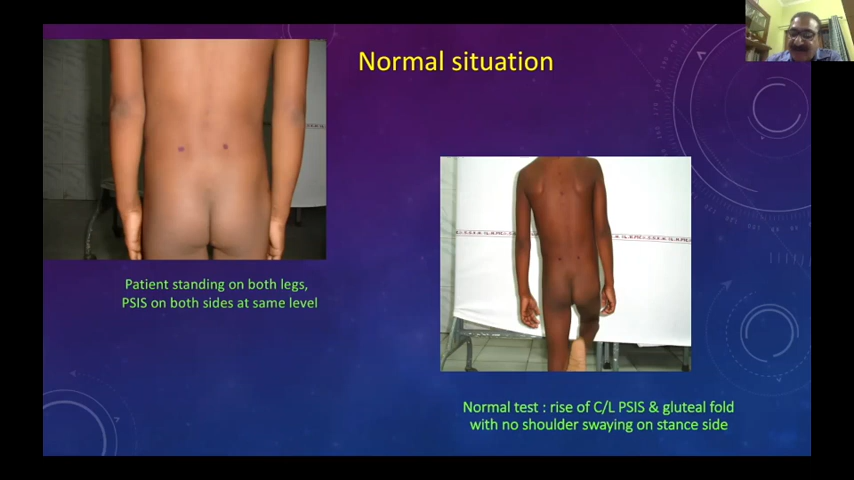 Normal situation
Patient standing on both legs,
PSIS on both sides at same level
Normal test : rise of C/L PSIS & gluteal fold
with no shoulder swaying on stance side